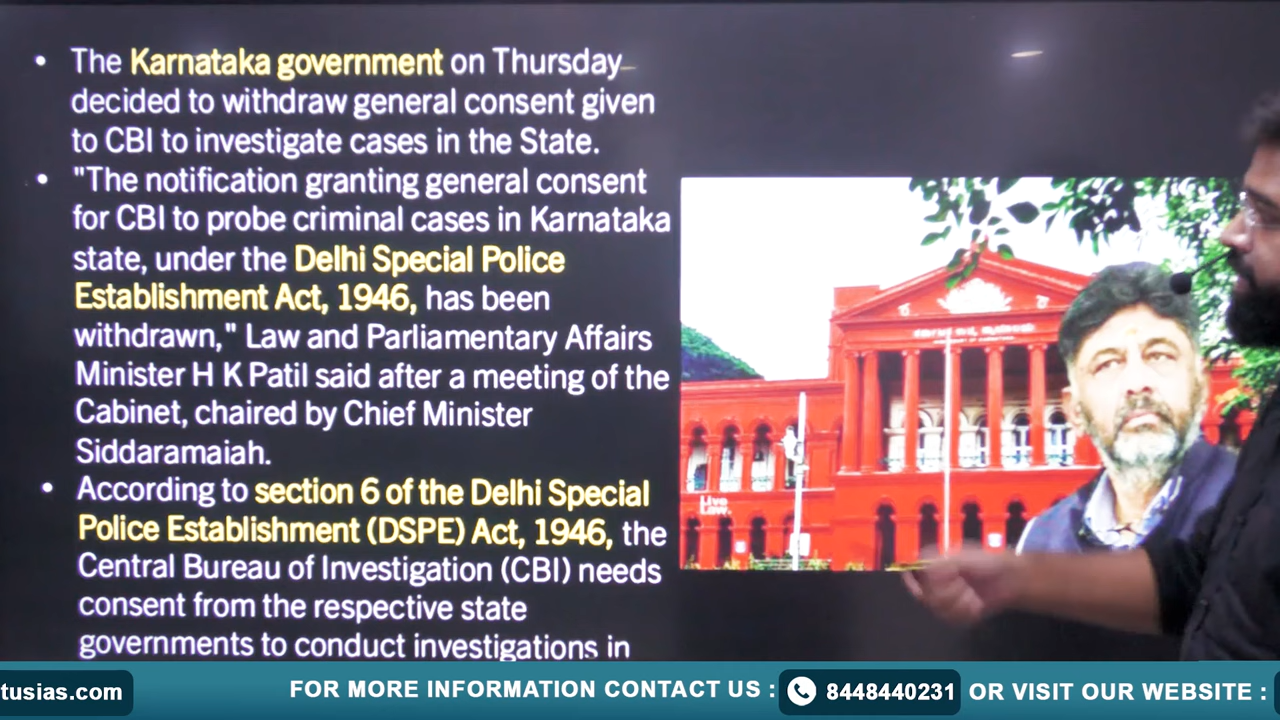 • The Karnataka government on Thursday
decided to withdraw general consent given
to CBI to investigate cases in the State.
• "The notification granting general consent
for CBI to probe criminal cases in Karnataka
state, under the Delhi Special Police
Establishment Act, 1946, has been
withdrawn," Law and Parliamentary Affairs
Minister H K Patil said after a meeting of the
Cabinet, chaired by Chief Minister
Siddaramaiah.
• According to section 6 of the Delhi Special
Police Establishment (DSPE) Act, 1946, the
Central Bureau of Investigation (CBI) needs
consent from the respective state
governments to conduct investigations in
Live
Law.
tusias.com
FOR MORE INFORMATION CONTACT US : 8448440231 OR VISIT OUR WEBSITE :